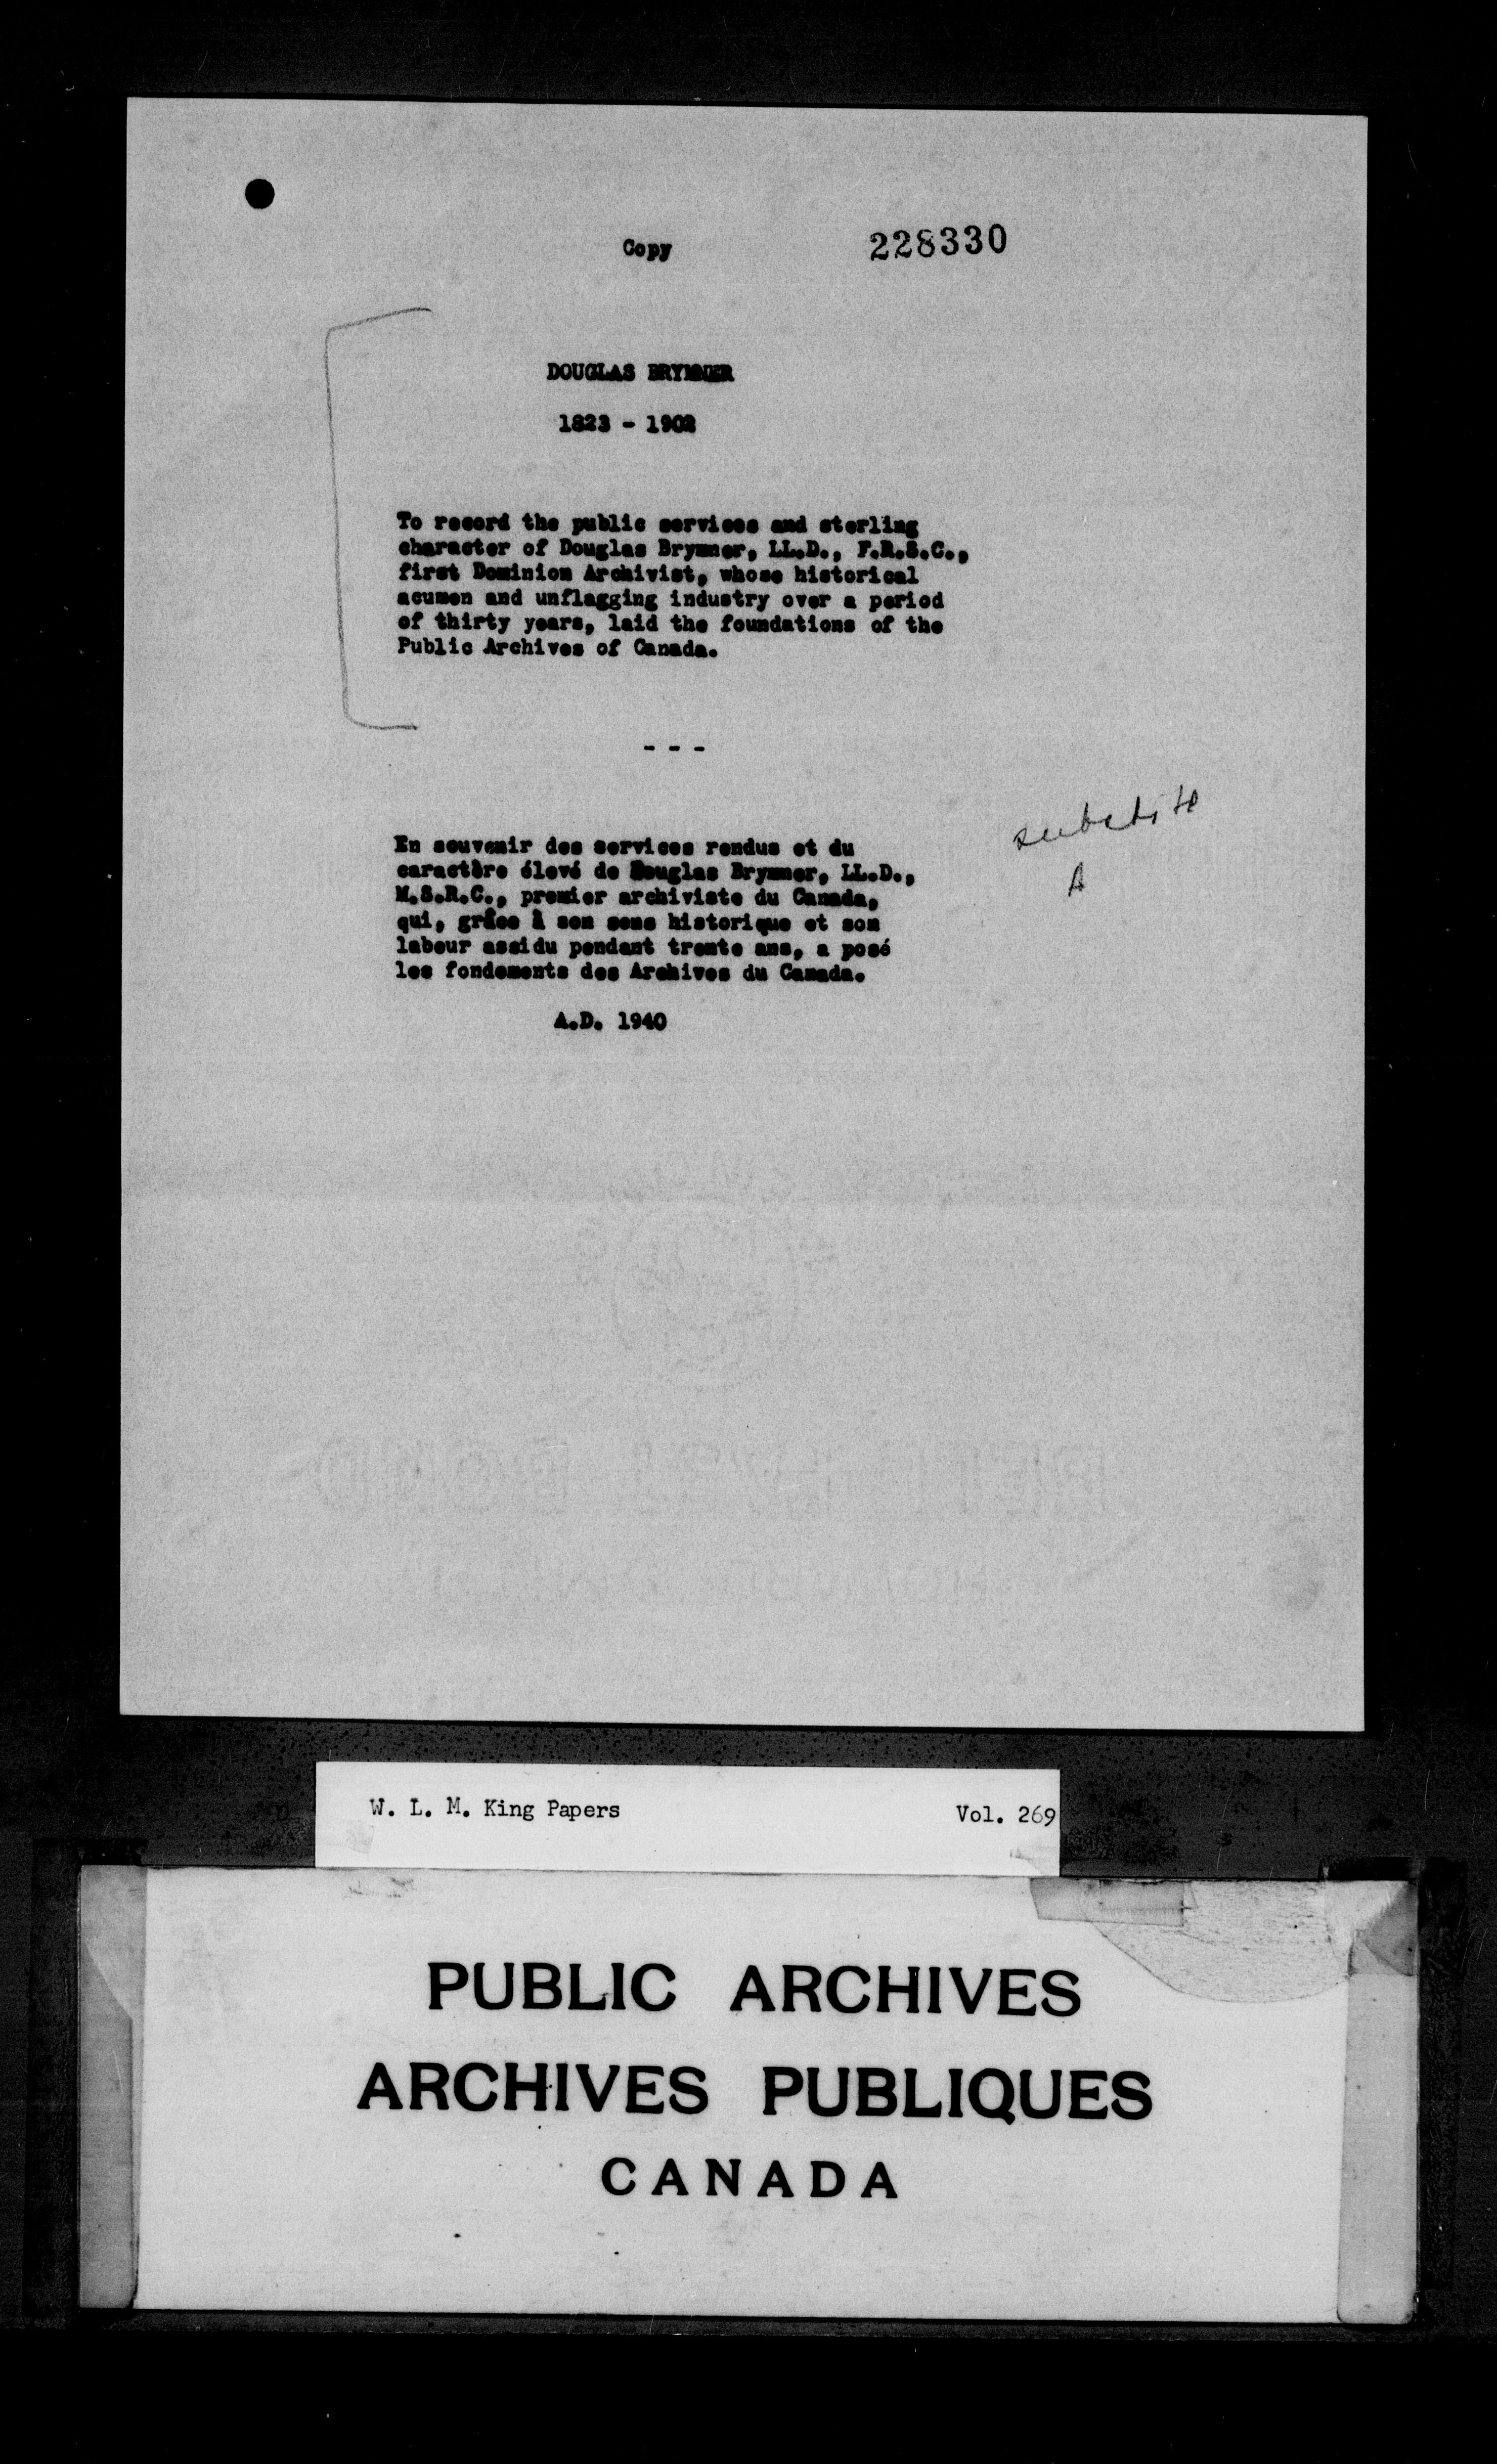 Copy
228330
DOUGLAS BRYMNER
1823 - 1902
To record the public services and sterling
character of Douglas Brymner, LL.D., F.R.S.C.,
first Dominion Archivist, whose historical
acumen and unflagging industry over a period
of thirty years, laid the foundations of the
Public Archives of Canada.
- - -
En souvenir des services rendus et du
caractère élevé de Douglas Brymner, LL.D.,
M.S.R.C., premier archiviste du Canada,
qui, grâce à son sens historique et son
labeur assidu pendant trente ans, a posé
les fondements des Archives du Canada.
A.D. 1940
A
W. L. M. King Papers
Vol. 269
PUBLIC ARCHIVES
ARCHIVES PUBLIQUES
CANADA